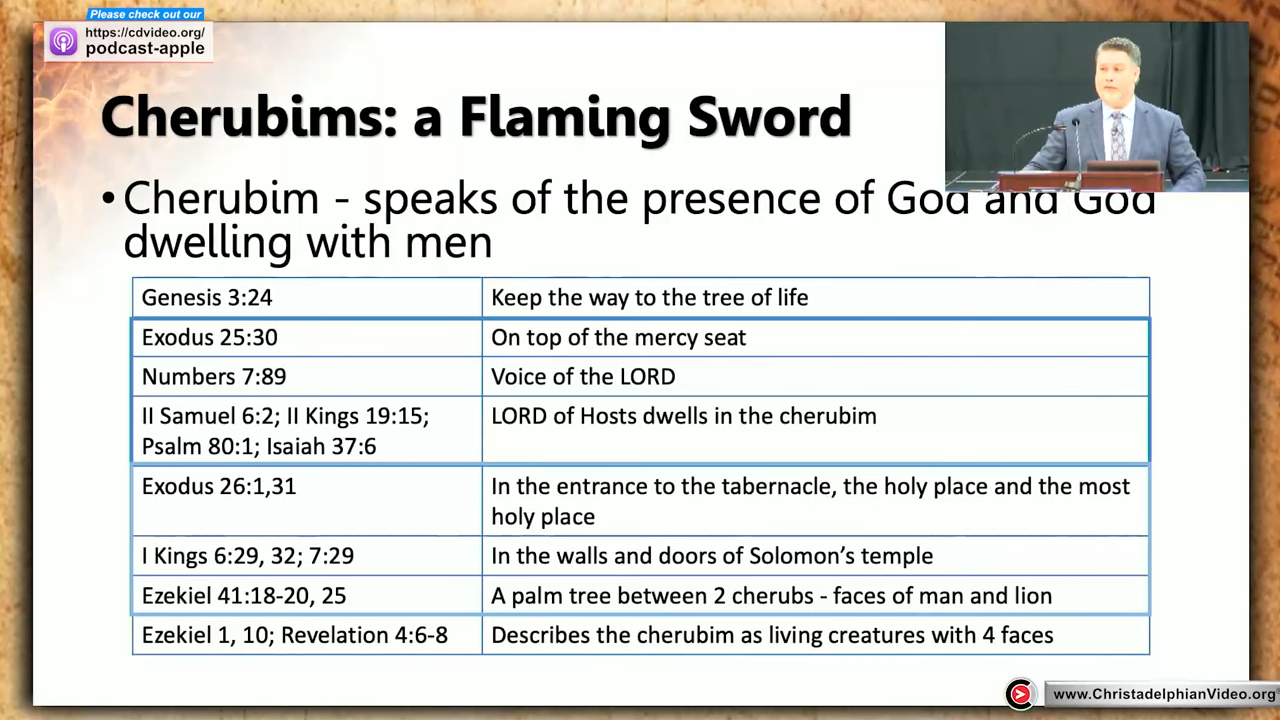 Please check out our
https://cdvideo.org/
podcast-apple
Cherubims: a Flaming Sword
• Cherubim - speaks of the presence of God and God
dwelling with men
Genesis 3:24
Keep the way to the tree of life
Exodus 25:30
On top of the mercy seat
Numbers 7:89
Voice of the LORD
II Samuel 6:2; II Kings 19:15;
Psalm 80:1; Isaiah 37:6
LORD of Hosts dwells in the cherubim
Exodus 26:1,31
In the entrance to the tabernacle, the holy place and the most
holy place
I Kings 6:29, 32; 7:29
In the walls and doors of Solomon’s temple
Ezekiel 41:18-20, 25
A palm tree between 2 cherubs - faces of man and lion
Ezekiel 1, 10; Revelation 4:6-8
Describes the cherubim as living creatures with 4 faces
www.ChristadelphianVideo.org